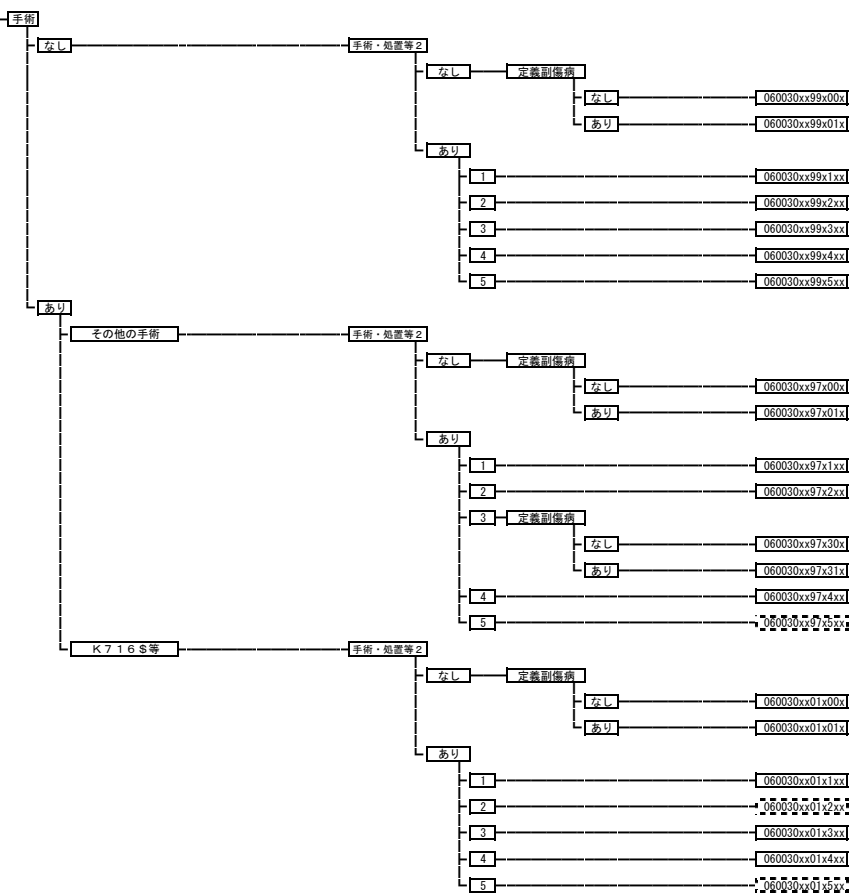 手術
なし 手術・処置等2
なし 定義副傷病
なし 060030xx99x00x
あり 060030xx99x01x
あり
1 060030xx99x1xx
2 060030xx99x2xx
3 060030xx99x3xx
4 060030xx99x4xx
5 060030xx99x5xx
あり
その他の手術 手術・処置等2
なし 定義副傷病
なし 060030xx97x00x
あり 060030xx97x01x
あり
1 060030xx97x1xx
2 060030xx97x2xx
3 定義副傷病
なし 060030xx97x30x
あり 060030xx97x31x
4 060030xx97x4xx
5 060030xx97x5xx
K716$等 手術・処置等2
なし 定義副傷病
なし 060030xx01x00x
あり 060030xx01x01x
あり
1 060030xx01x1xx
2 060030xx01x2xx
3 060030xx01x3xx
4 060030xx01x4xx
5 060030xx01x5xx